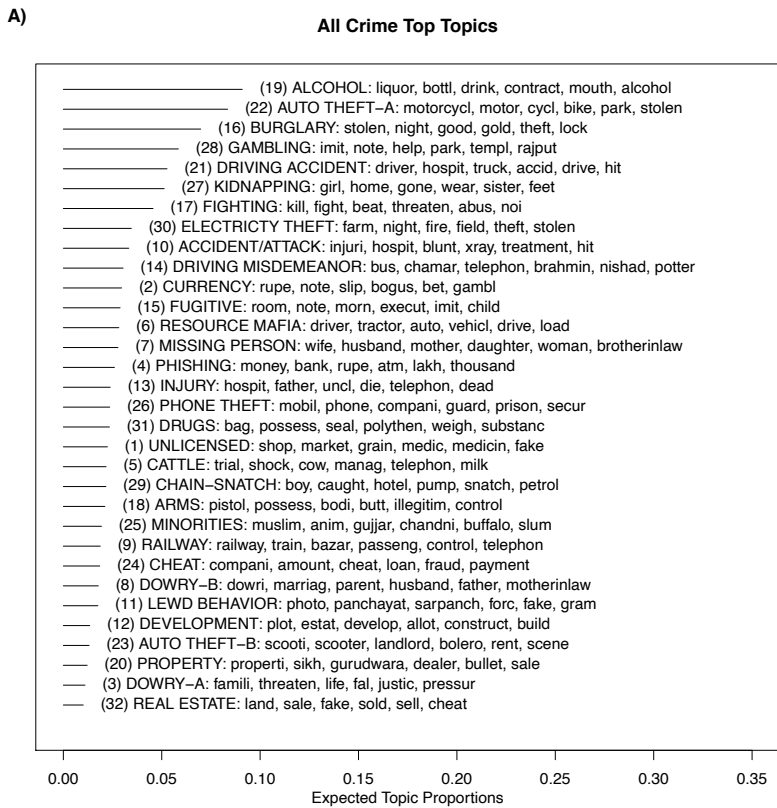 A)
All Crime Top Topics
(19) ALCOHOL: liquor, bottl, drink, contract, mouth, alcohol
(22) AUTO THEFT−A: motorcycl, motor, cycl, bike, park, stolen
(16) BURGLARY: stolen, night, good, gold, theft, lock
(28) GAMBLING: imit, note, help, park, templ, rajput
(21) DRIVING ACCIDENT: driver, hospit, truck, accid, drive, hit
(27) KIDNAPPING: girl, home, gone, wear, sister, feet
(17) FIGHTING: kill, fight, beat, threaten, abus, noi
(30) ELECTRICTY THEFT: farm, night, fire, field, theft, stolen
(10) ACCIDENT/ATTACK: injuri, hospit, blunt, xray, treatment, hit
(14) DRIVING MISDEMEANOR: bus, chamar, telephon, brahmin, nishad, potter
(2) CURRENCY: rupe, note, slip, bogus, bet, gambl
(15) FUGITIVE: room, note, morn, execut, imit, child
(6) RESOURCE MAFIA: driver, tractor, auto, vehicl, drive, load
(7) MISSING PERSON: wife, husband, mother, daughter, woman, brotherinlaw
(4) PHISHING: money, bank, rupe, atm, lakh, thousand
(13) INJURY: hospit, father, uncl, die, telephon, dead
(26) PHONE THEFT: mobil, phone, compani, guard, prison, secur
(31) DRUGS: bag, possess, seal, polythen, weigh, substanc
(1) UNLICENSED: shop, market, grain, medic, medicin, fake
(5) CATTLE: trial, shock, cow, manag, telephon, milk
(29) CHAIN−SNATCH: boy, caught, hotel, pump, snatch, petrol
(18) ARMS: pistol, possess, bodi, butt, illegitim, control
(25) MINORITIES: muslim, anim, gujjar, chandni, buffalo, slum
(9) RAILWAY: railway, train, bazar, passeng, control, telephon
(24) CHEAT: compani, amount, cheat, loan, fraud, payment
(8) DOWRY−B: dowri, marriag, parent, husband, father, motherinlaw
(11) LEWD BEHAVIOR: photo, panchayat, sarpanch, forc, fake, gram
(12) DEVELOPMENT: plot, estat, develop, allot, construct, build
(23) AUTO THEFT−B: scooti, scooter, landlord, bolero, rent, scene
(20) PROPERTY: properti, sikh, gurudwara, dealer, bullet, sale
(3) DOWRY−A: famili, threaten, life, fal, justic, pressur
(32) REAL ESTATE: land, sale, fake, sold, sell, cheat
0.00 0.05 0.10 0.15 0.20 0.25 0.30 0.35
Expected Topic Proportions